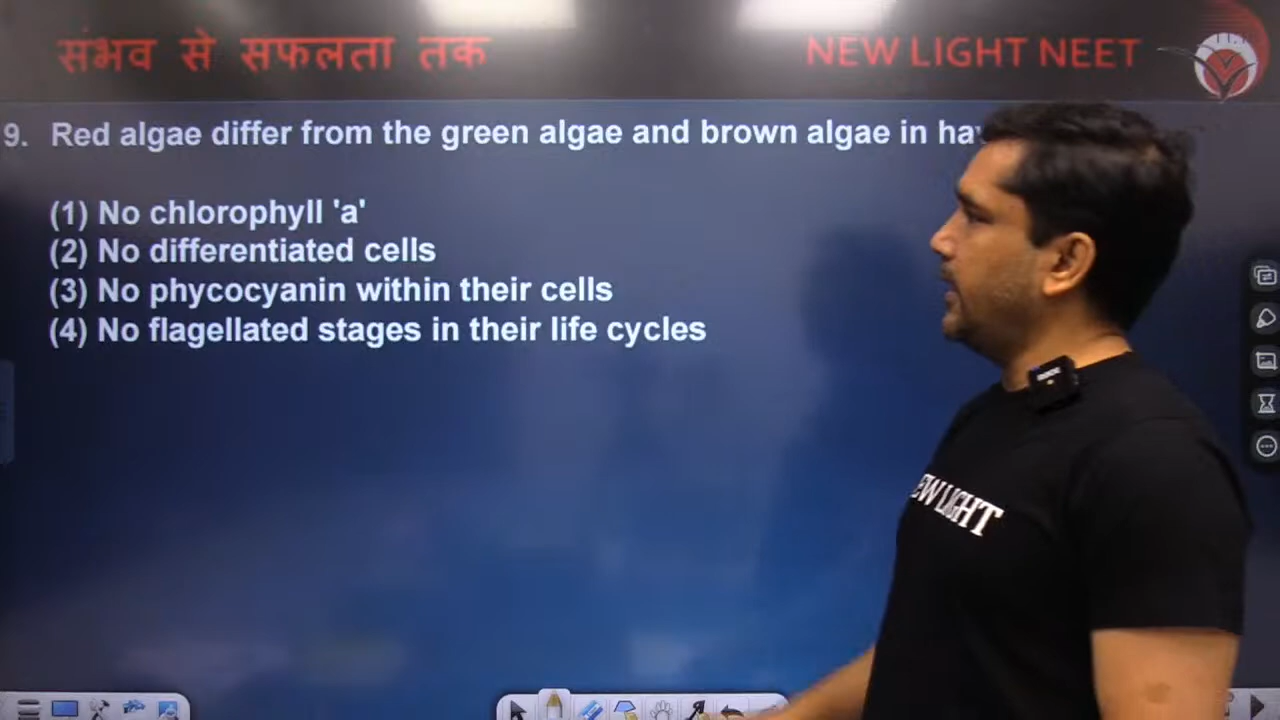 संभव से सफलता तक
NEW LIGHT NEET
9. Red algae differ from the green algae and brown algae in
(1) No chlorophyll 'a'
(2) No differentiated cells
(3) No phycocyanin within their cells
(4) No flagellated stages in their life cycles
LIGHT